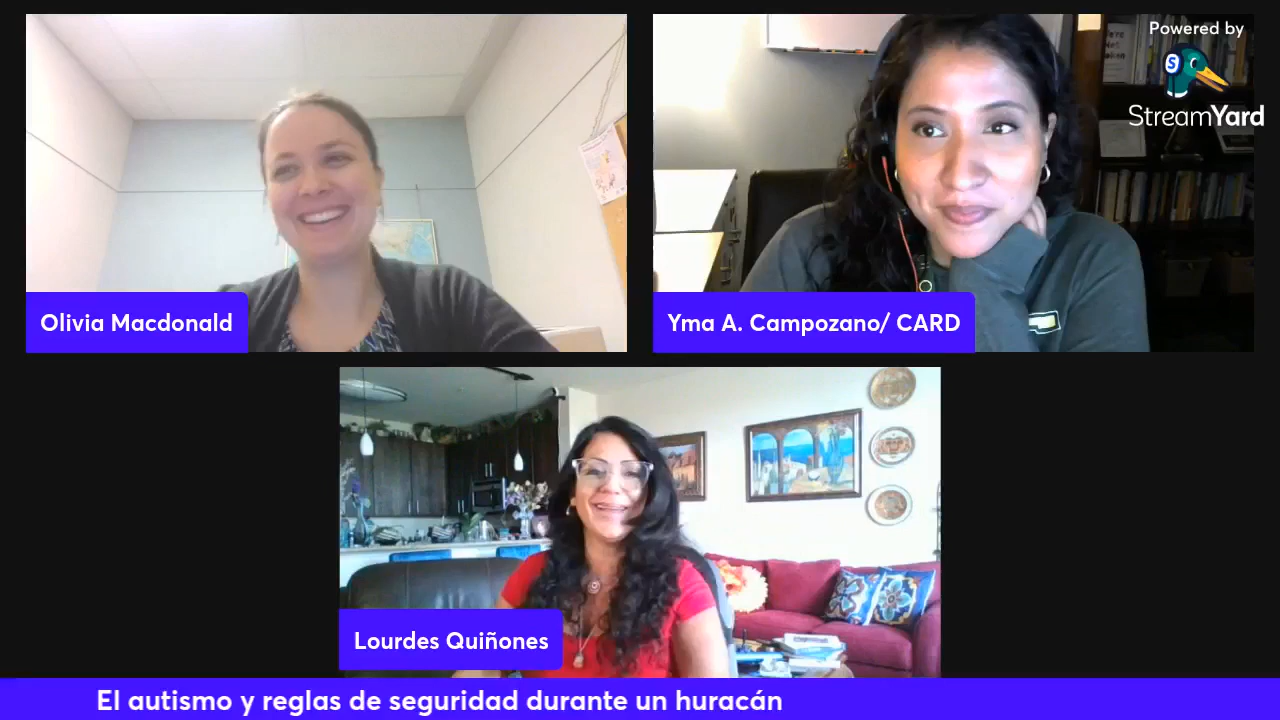 Powered by
StreamYard
Olivia Macdonald
Yma A. Campozano/ CARD
Lourdes Quiñones
El autismo y reglas de seguridad durante un huracán